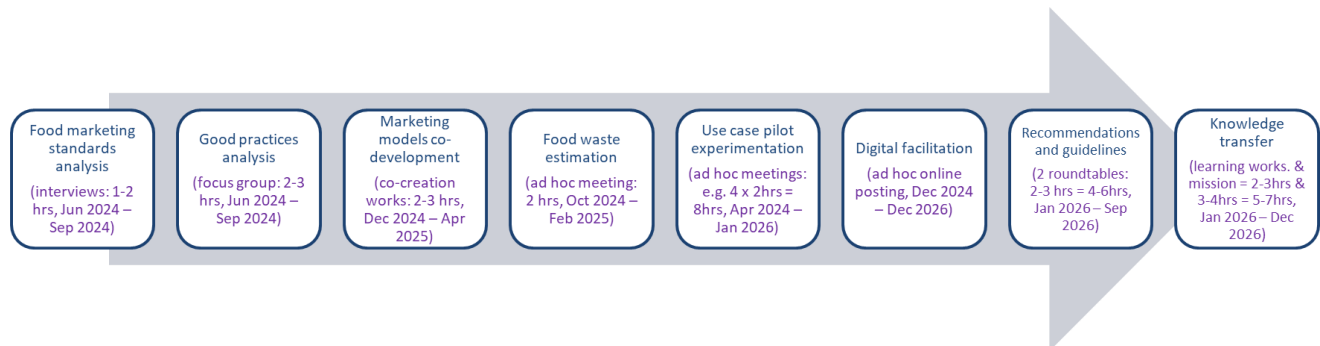 Food marketing
standards
analysis
(interviews: 1-2
hrs, Jun 2024 –
Sep 2024)
Good practices
analysis
(focus group: 2-3
hrs, Jun 2024 –
Sep 2024)
Marketing
models co-
development
(co-creation
works: 2-3 hrs,
Dec 2024 – Apr
2025)
Food waste
estimation
(ad hoc meeting:
2 hrs, Oct 2024 –
Feb 2025)
Use case pilot
experimentation
(ad hoc meetings:
e.g. 4 x 2hrs =
8hrs, Apr 2024 –
Jan 2026)
Digital facilitation
(ad hoc online
posting, Dec 2024
– Dec 2026)
Recommendations
and guidelines
(2 roundtables:
2-3 hrs = 4-6hrs,
Jan 2026 – Sep
2026)
Knowledge
transfer
(learning works. &
mission = 2-3hrs &
3-4hrs = 5-7hrs,
Jan 2026 – Dec
2026)